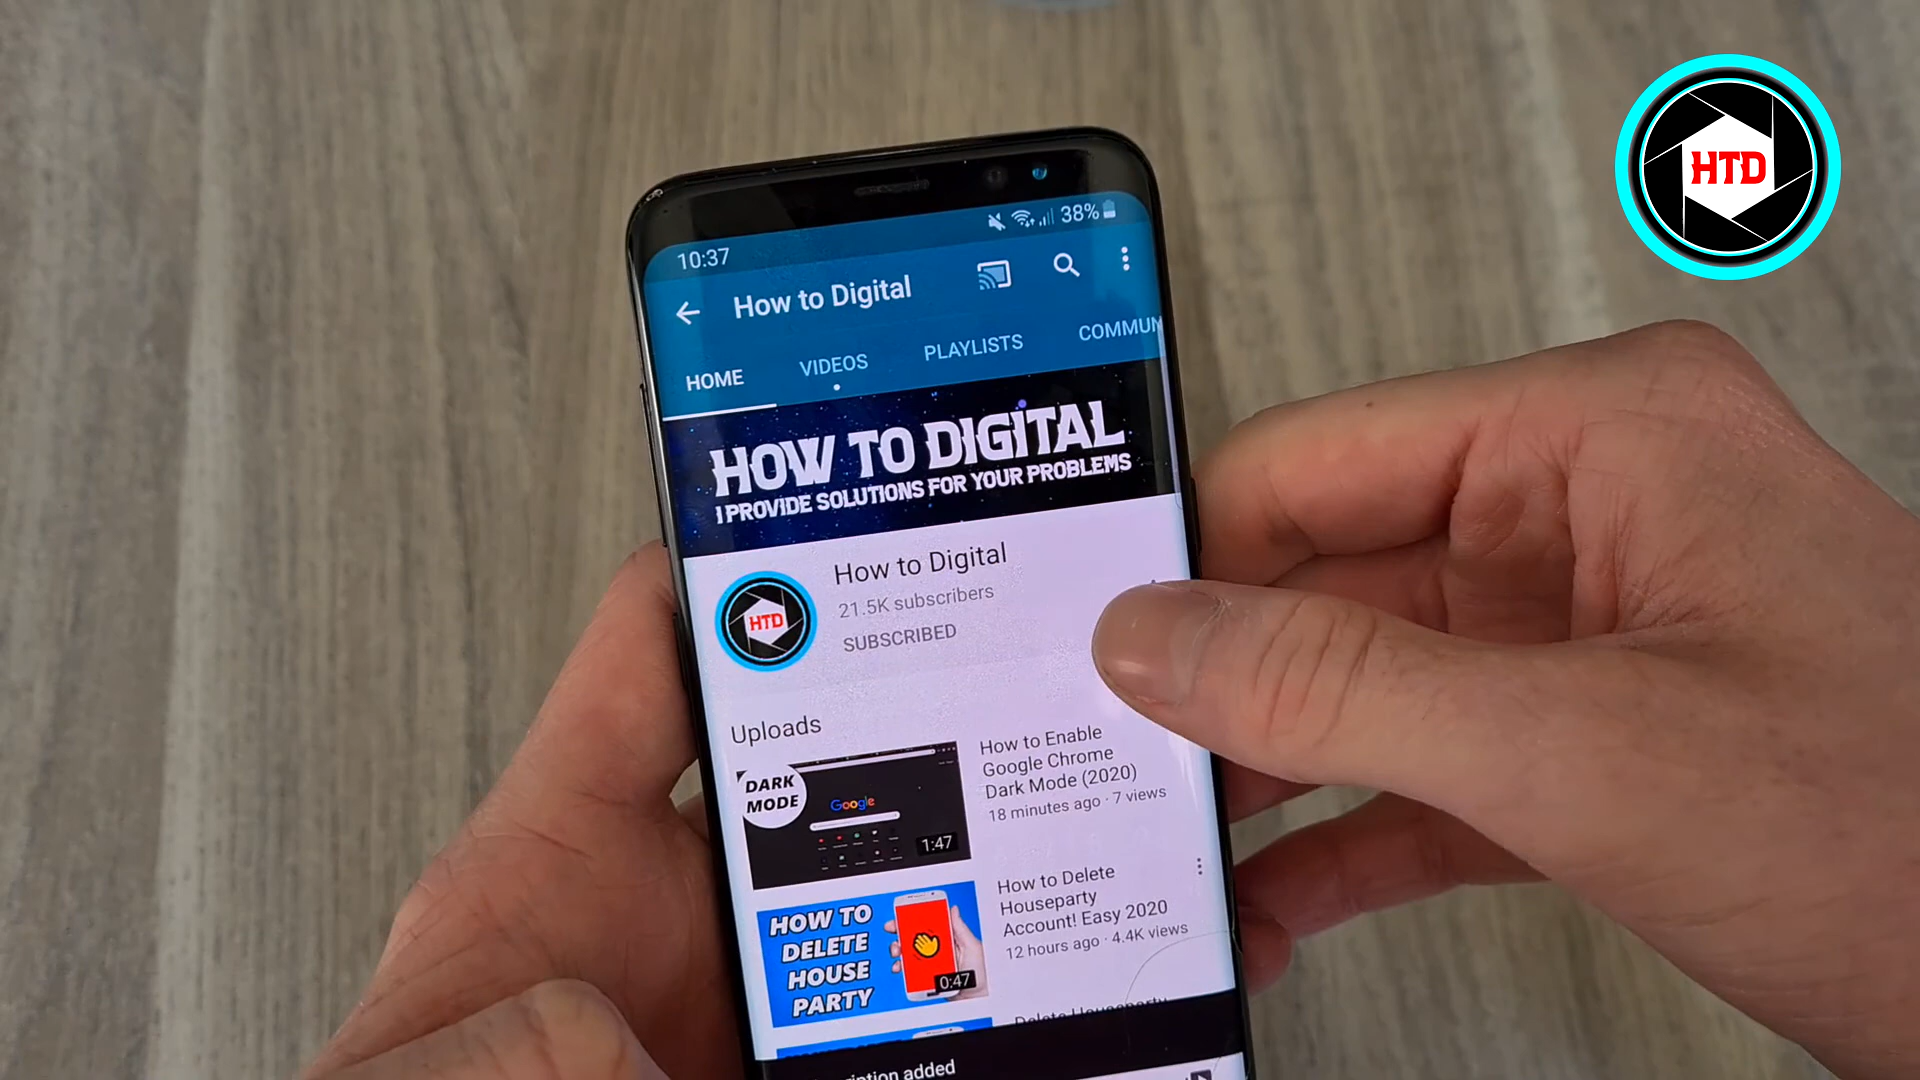 HTD
10:37
38%
How to Digital
HOME
VIDEOS
PLAYLISTS
HOW TO DIGITAL
I PROVIDE SOLUTIONS FOR YOUR PROBLEMS
HTD
How to Digital
21.5K subscribers
SUBSCRIBED
Uploads
DARK
MODE
Google
1:47
How to Enable
Google Chrome
Dark Mode (2020)
18 minutes ago · 7 views
HOW TO
DELETE
HOUSE
PARTY
0:47
How to Delete
Houseparty
Account! Easy 2020
12 hours ago · 4.4K views
Delete Houseparty
added